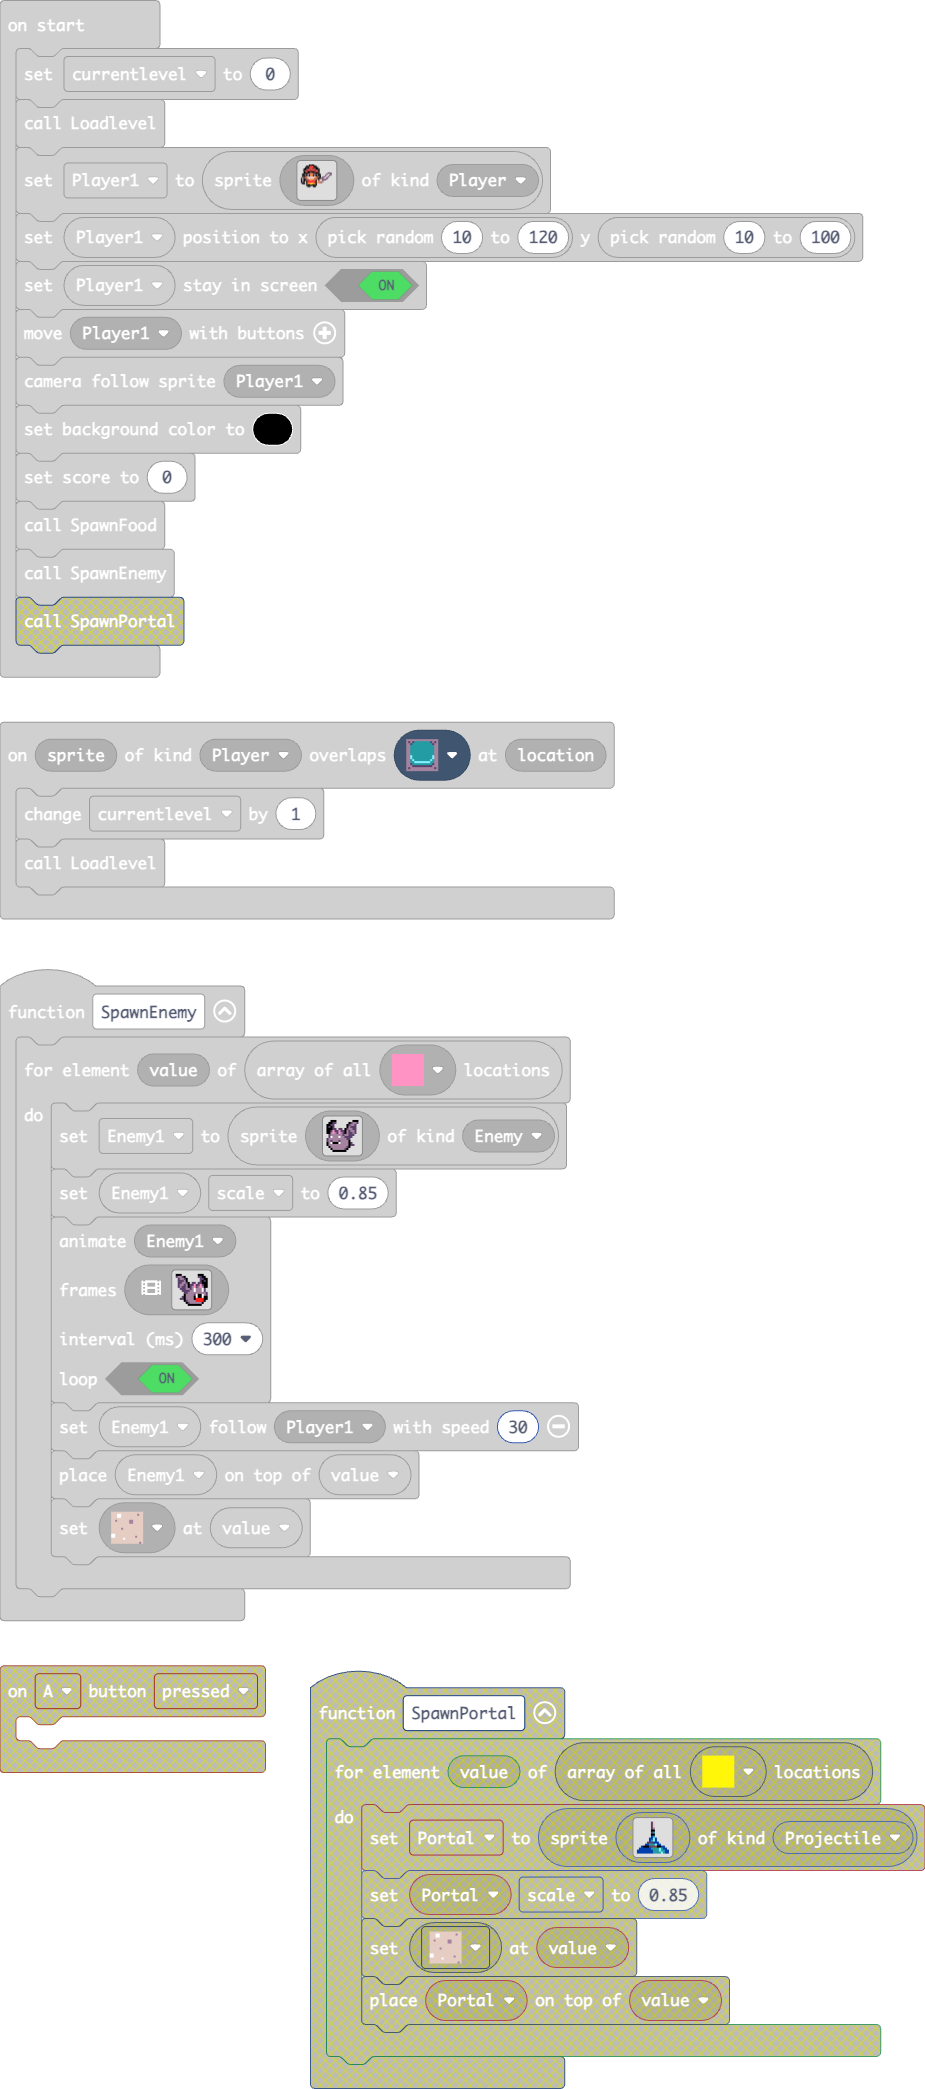 on start
set currentlevel to 0
call Loadlevel
set Player1 to sprite of kind Player
set Player1 position to x pick random 10 to 120 y pick random 10 to 100
set Player1 stay in screen ON
move Player1 with buttons
camera follow sprite Player1
set background color to
set score to 0
call SpawnFood
call SpawnEnemy
call SpawnPortal
on sprite of kind Player overlaps at location
change currentlevel by 1
call Loadlevel
function SpawnEnemy
for element value of array of all locations
do
set Enemy1 to sprite of kind Enemy
set Enemy1 scale to 0.85
animate Enemy1
frames
interval (ms) 300
loop ON
set Enemy1 follow Player1 with speed 30
place Enemy1 on top of value
set at value
on A button pressed
function SpawnPortal
for element value of array of all locations
do
set Portal to sprite of kind Projectile
set Portal scale to 0.85
set at value
place Portal on top of value